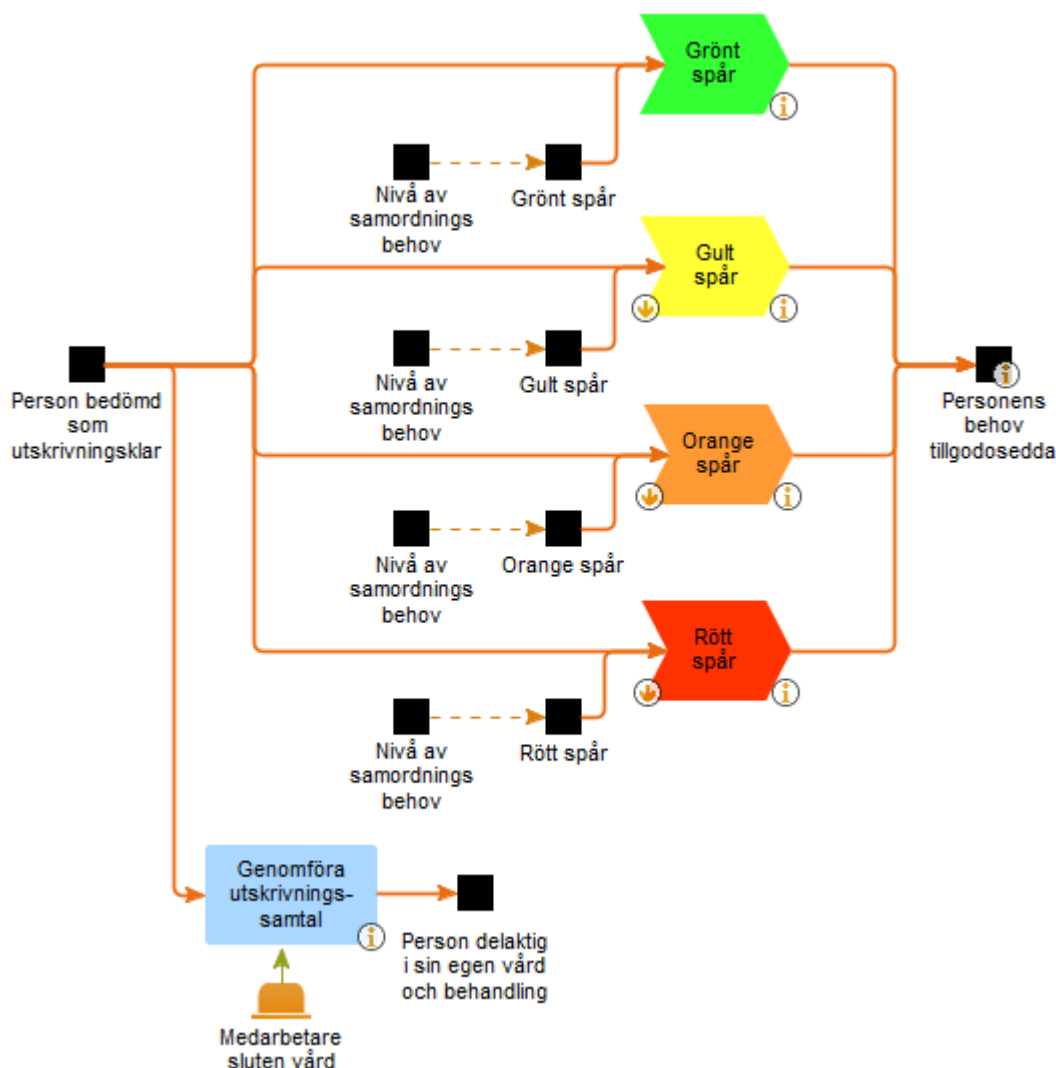 Grönt
spår
Nivå av
samordnings
behov
Grönt spår
Gult
spår
Nivå av
samordnings
behov
Gult spår
Person bedömd
som
utskrivningsklar
Personens
behov
tillgodosedda
Orange
spår
Nivå av
samordnings
behov
Orange spår
Rött
spår
Nivå av
samordnings
behov
Rött spår
Genomföra
utskrivnings-
samtal
Person delaktig
i sin egen vård
och behandling
Medarbetare
sluten vård